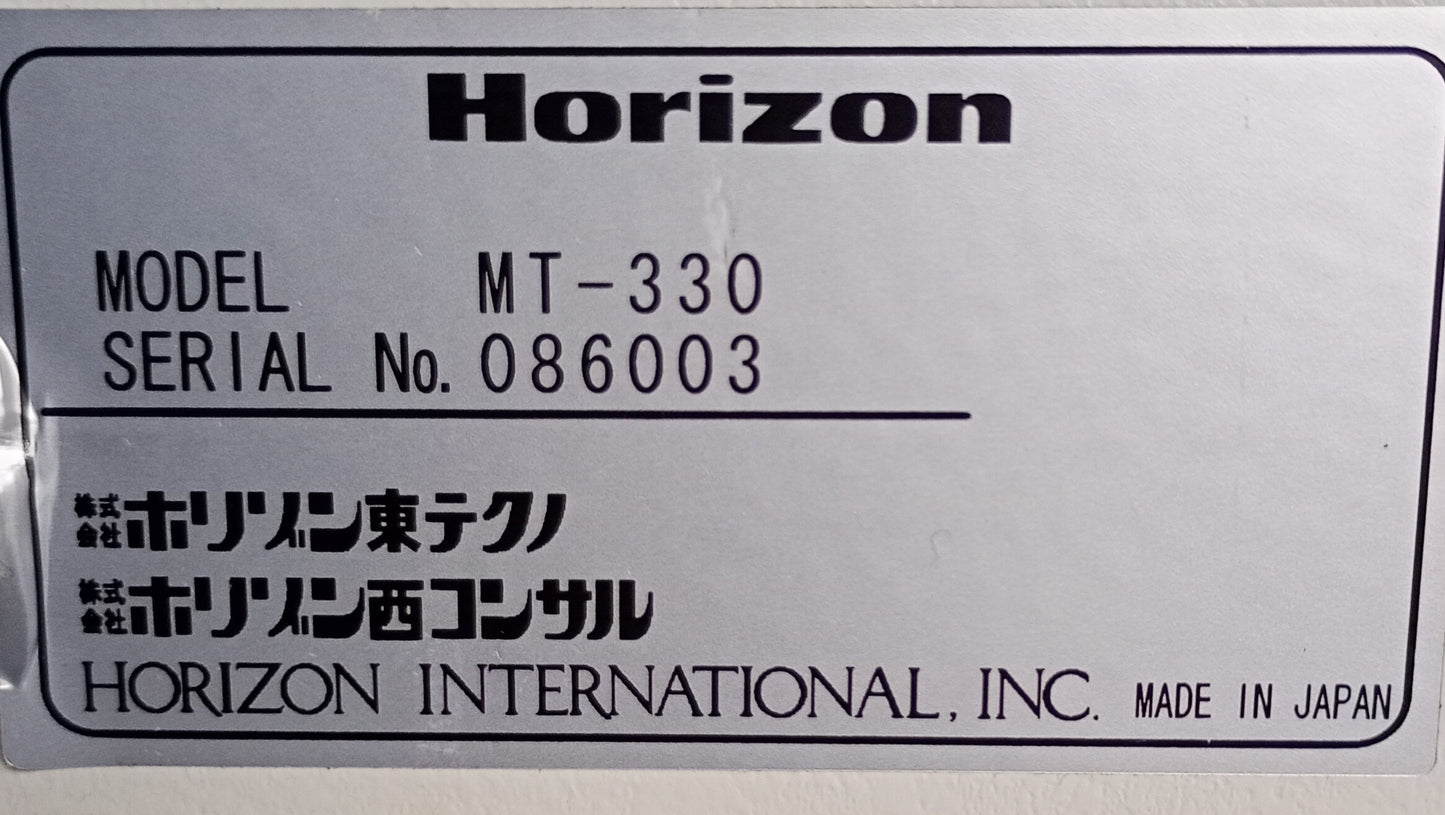 Horizon
MODEL MT-330
SERIAL No. 086003
株式会社ホリゾン東テクノ
株式会社ホリゾン西コンサル
HORIZON INTERNATIONAL, INC. MADE IN JAPAN